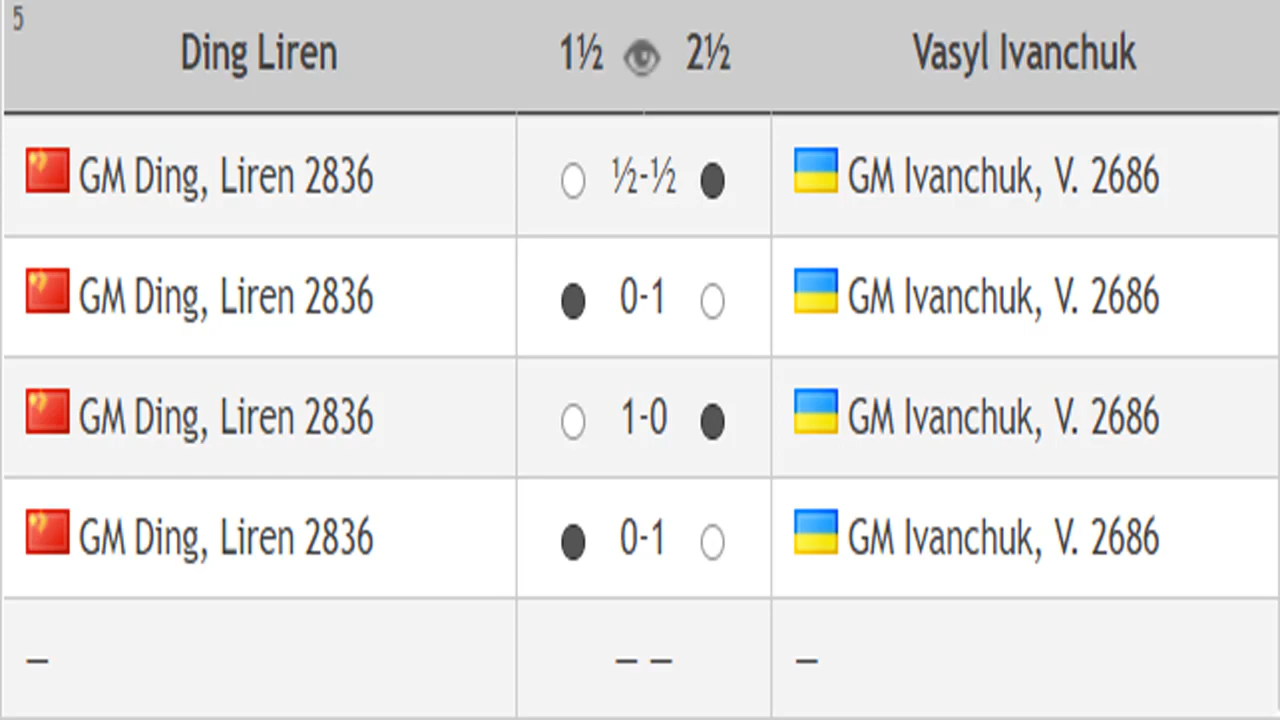 5
Ding Liren 1½ 2½ Vasyl Ivanchuk
GM Ding, Liren 2836 ½-½ GM Ivanchuk, V. 2686
GM Ding, Liren 2836 0-1 GM Ivanchuk, V. 2686
GM Ding, Liren 2836 1-0 GM Ivanchuk, V. 2686
GM Ding, Liren 2836 0-1 GM Ivanchuk, V. 2686
– – – –